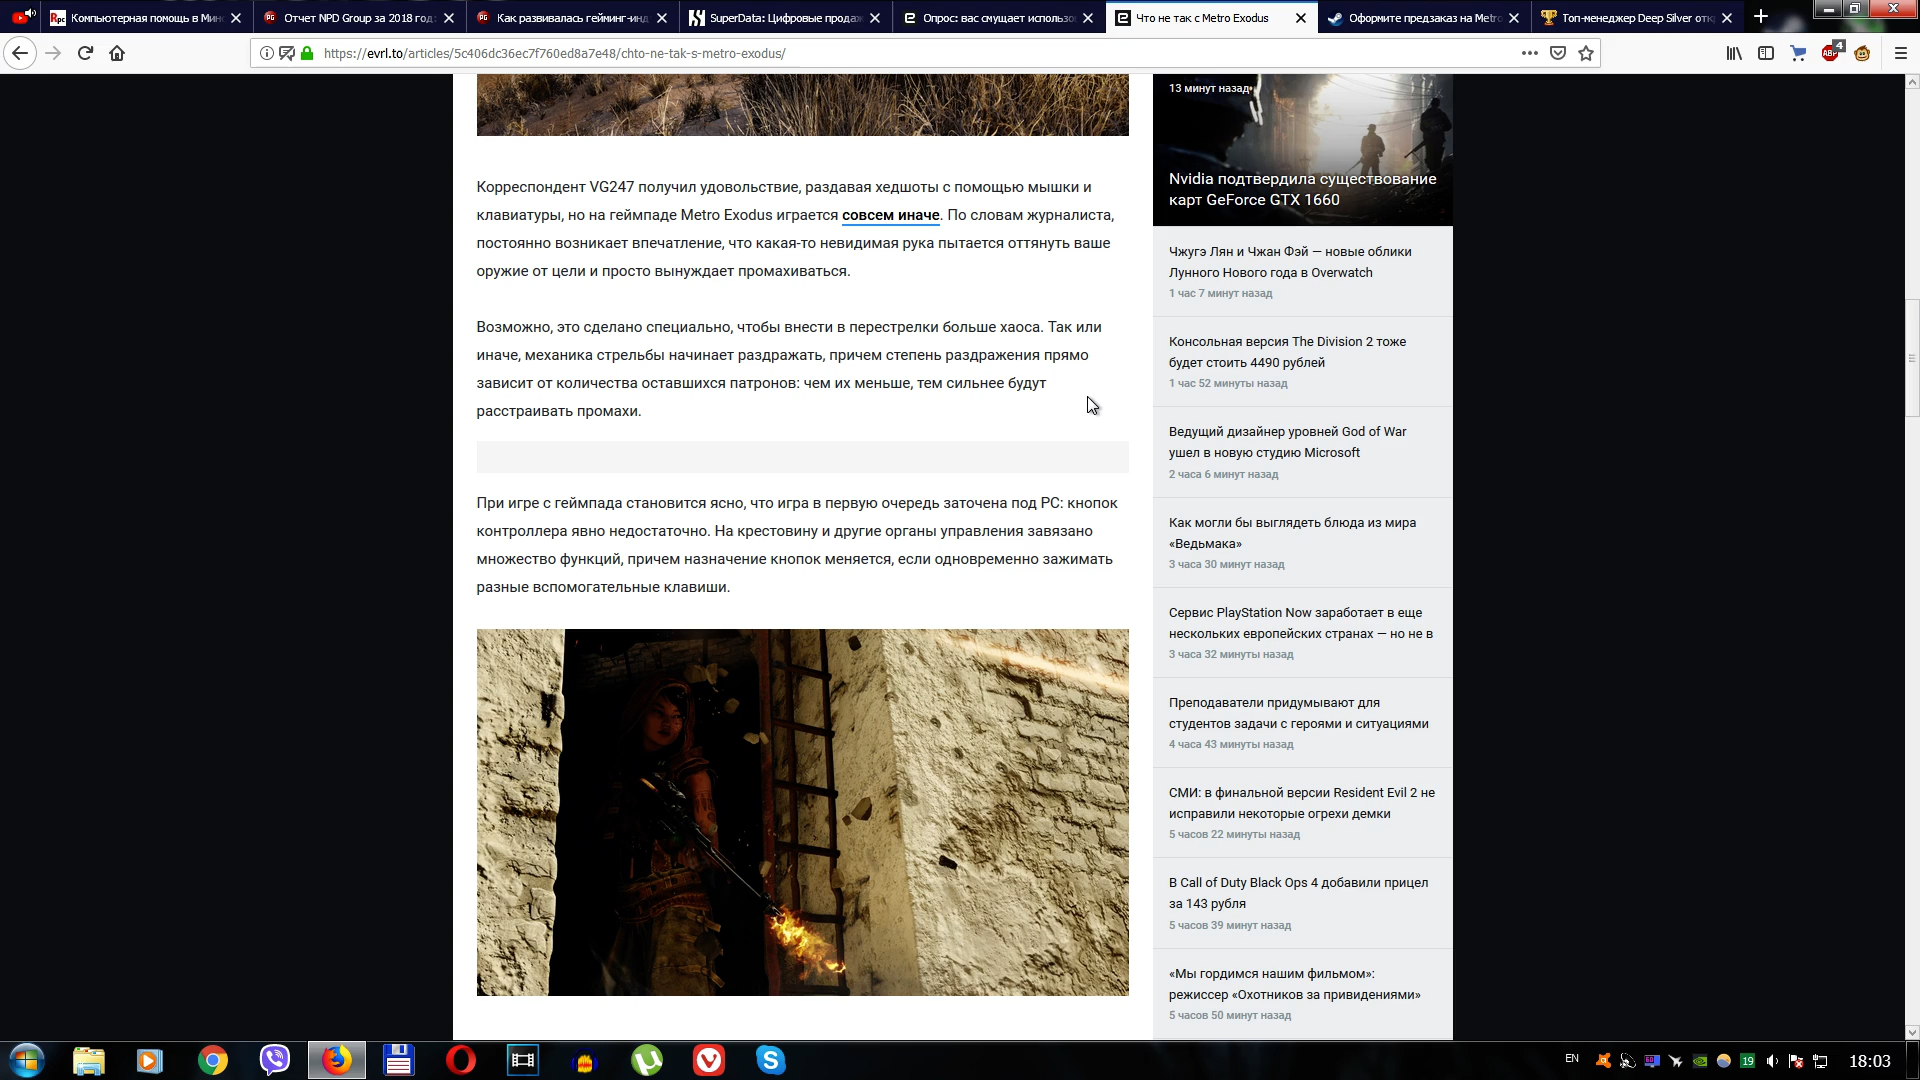 Компьютерная помощь в Мин
Отчет NPD Group за 2018 год:
Как развивалась гейминг-инд
SuperData: Цифровые продаж
Опрос: вас смущает использо
Что не так с Metro Exodus
Оформите предзаказ на Metro
Топ-менеджер Deep Silver отк
https://evrl.to/articles/5c406dc36ec7f760ed8a7e48/chto-ne-tak-s-metro-exodus/
ABP
4
Корреспондент VG247 получил удовольствие, раздавая хедшоты с помощью мышки и
клавиатуры, но на геймпаде Metro Exodus играется совсем иначе. По словам журналиста,
постоянно возникает впечатление, что какая-то невидимая рука пытается оттянуть ваше
оружие от цели и просто вынуждает промахиваться.
Возможно, это сделано специально, чтобы внести в перестрелки больше хаоса. Так или
иначе, механика стрельбы начинает раздражать, причем степень раздражения прямо
зависит от количества оставшихся патронов: чем их меньше, тем сильнее будут
расстраивать промахи.
При игре с геймпада становится ясно, что игра в первую очередь заточена под PC: кнопок
контроллера явно недостаточно. На крестовину и другие органы управления завязано
множество функций, причем назначение кнопок меняется, если одновременно зажимать
разные вспомогательные клавиши.
13 минут назад
Nvidia подтвердила существование
карт GeForce GTX 1660
Чжугэ Лян и Чжан Фэй — новые облики
Лунного Нового года в Overwatch
1 час 7 минут назад
Консольная версия The Division 2 тоже
будет стоить 4490 рублей
1 час 52 минуты назад
Ведущий дизайнер уровней God of War
ушел в новую студию Microsoft
2 часа 6 минут назад
Как могли бы выглядеть блюда из мира
«Ведьмака»
3 часа 30 минут назад
Сервис PlayStation Now заработает в еще
нескольких европейских странах — но не в
3 часа 32 минуты назад
Преподаватели придумывают для
студентов задачи с героями и ситуациями
4 часа 43 минуты назад
СМИ: в финальной версии Resident Evil 2 не
исправили некоторые огрехи демки
5 часов 22 минуты назад
В Call of Duty Black Ops 4 добавили прицел
за 143 рубля
5 часов 39 минут назад
«Мы гордимся нашим фильмом»:
режиссер «Охотников за привидениями»
5 часов 50 минут назад
EN
19
18:03